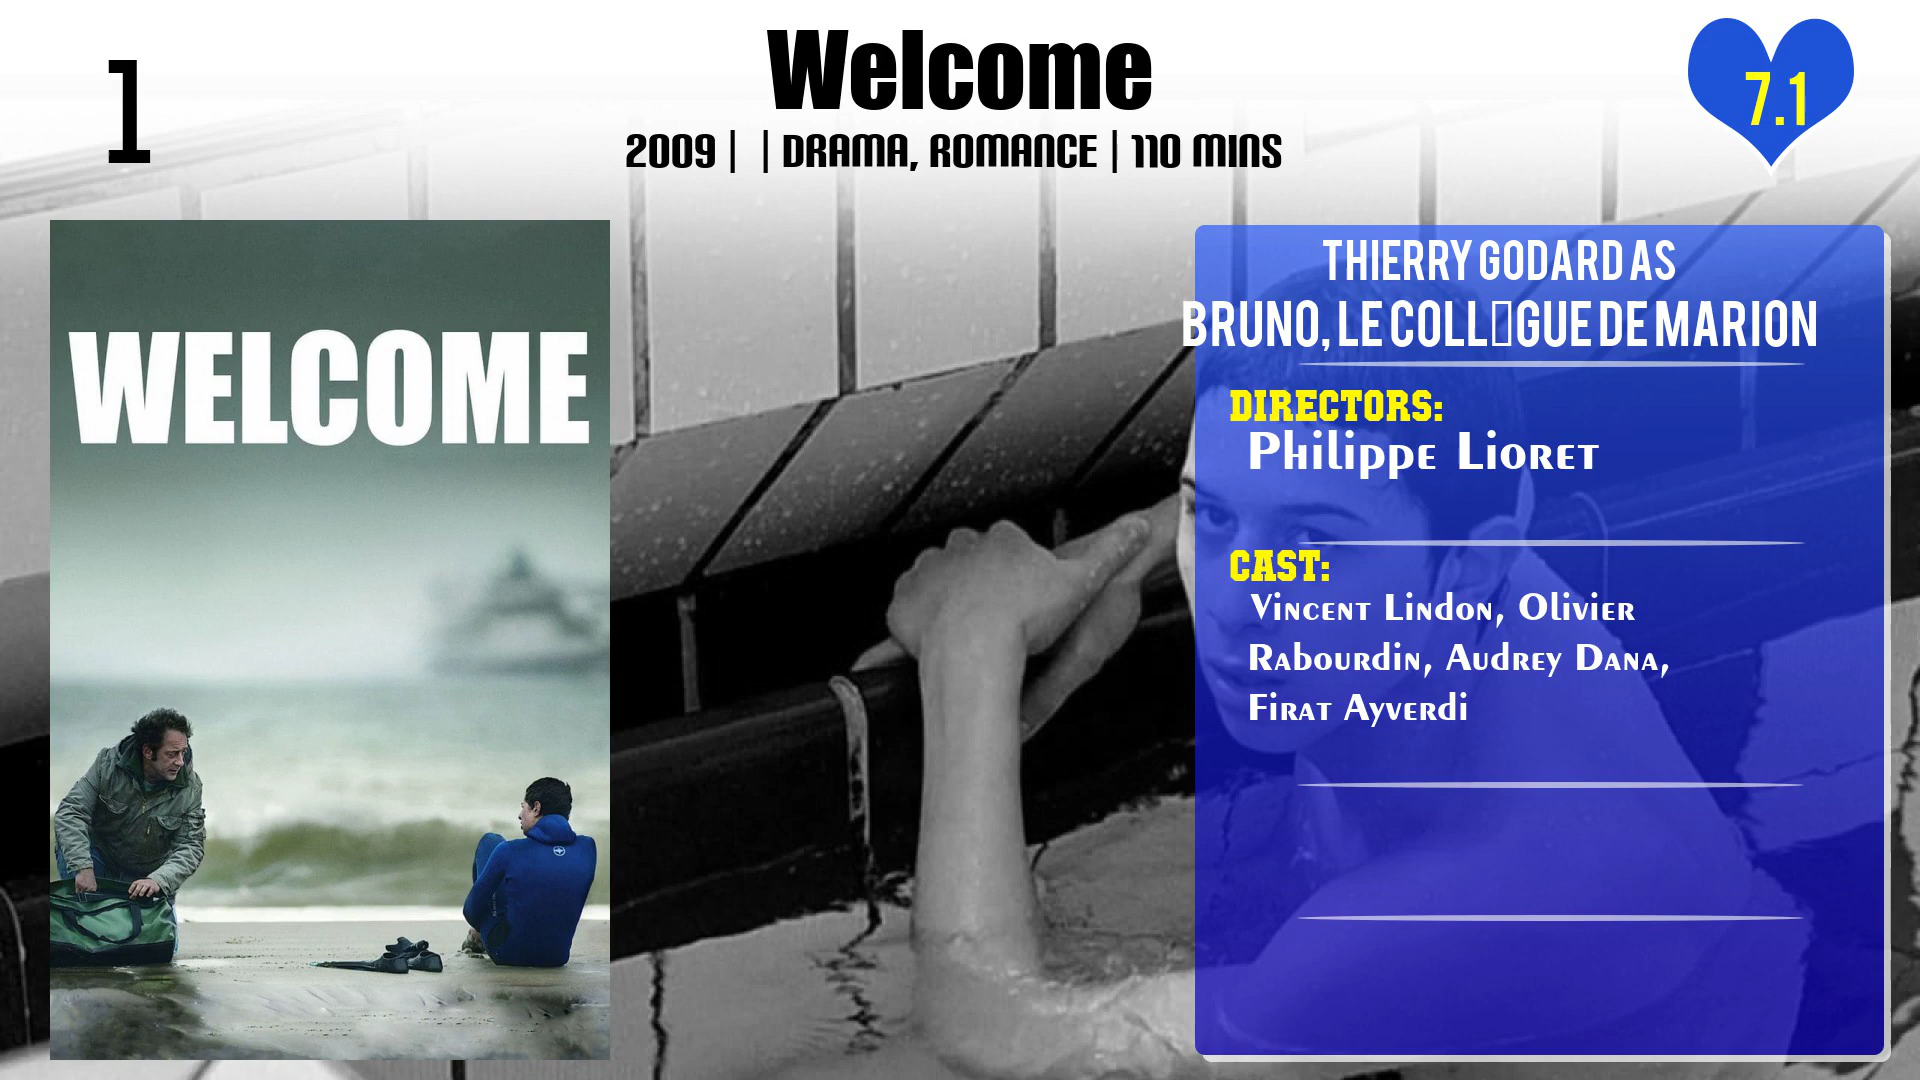 1
Welcome
7.1
2009 | | DRAMA, ROMANCE | 110 MINS
WELCOME
THIERRY GODARD AS
BRUNO, LE COLL▯GUE DE MARION
DIRECTORS:
Philippe Lioret
CAST:
Vincent Lindon, Olivier
Rabourdin, Audrey Dana,
Firat Ayverdi